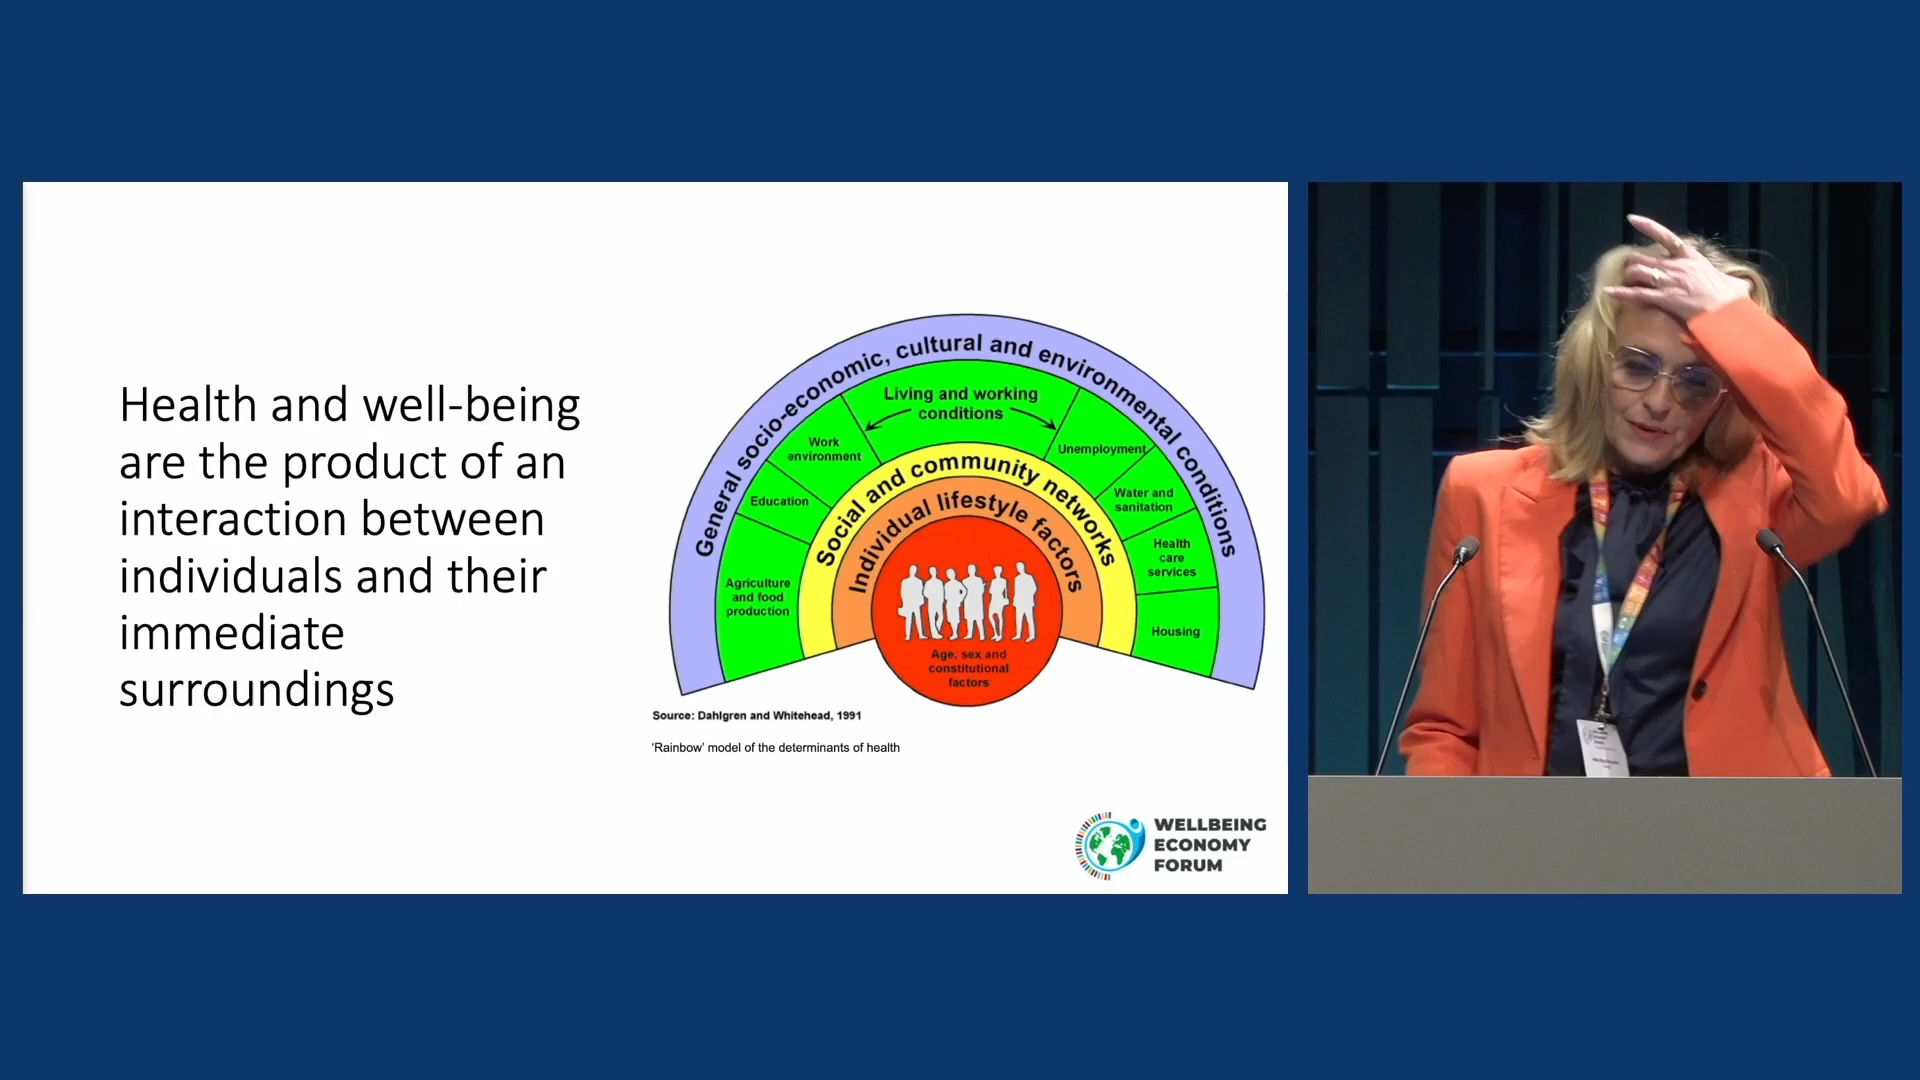 Health and well-being
are the product of an
interaction between
individuals and their
immediate
surroundings
General socio-economic, cultural and environmental conditions
Living and working
conditions
Work
environment
Unemployment
Education
Water and
sanitation
Agriculture
and food
production
Health
care
services
Housing
Social and community networks
Individual lifestyle factors
Age, sex and
constitutional
factors
Source: Dahlgren and Whitehead, 1991
'Rainbow' model of the determinants of health
WELLBEING
ECONOMY
FORUM